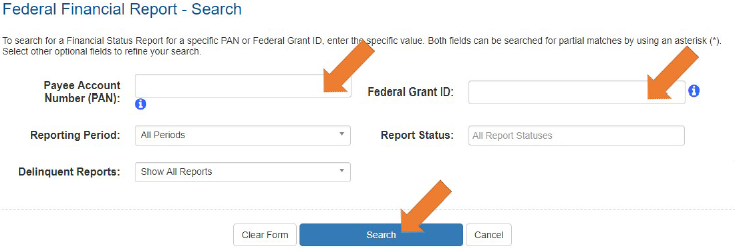 Federal Financial Report - Search
To search for a Financial Status Report for a specific PAN or Federal Grant ID, enter the specific value. Both fields can be searched for partial matches by using an asterisk (*).
Select other optional fields to refine your search.
Payee Account
Number (PAN):
Federal Grant ID:
Reporting Period: All Periods
Report Status: All Report Statuses
Delinquent Reports: Show All Reports
Clear Form Search Cancel